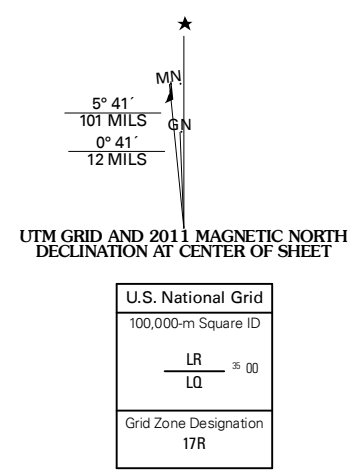 ★
MN
5° 41´
101 MILS
GN
0° 41´
12 MILS
UTM GRID AND 2011 MAGNETIC NORTH
DECLINATION AT CENTER OF SHEET
U.S. National Grid
100,000-m Square ID
LR
35 00
LQ
Grid Zone Designation
17R